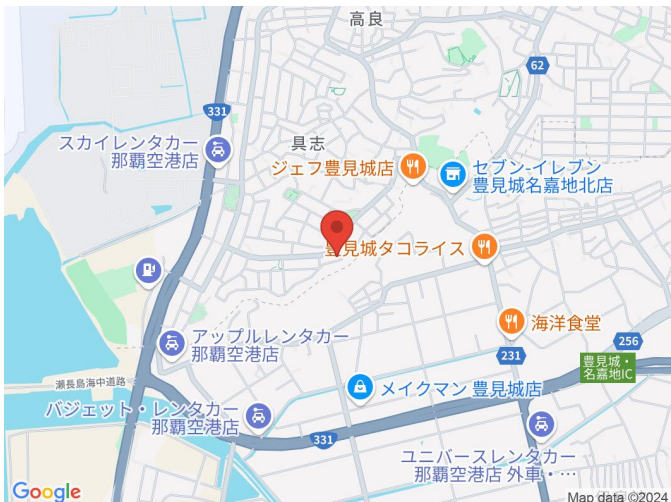 高良
62
331
スカイレンタカー
那覇空港店
具志
ジェフ豊見城店
セブン-イレブン
豊見城名嘉地北店
豊見城タコライス
アップルレンタカー
那覇空港店
海洋食堂
231
256
豊見城・
名嘉地IC
瀬長島海中道路
メイクマン 豊見城店
バジェット・レンタカー
那覇空港店
331
ユニバースレンタカー
那覇空港店 外車・…
Google
Map data ©2024